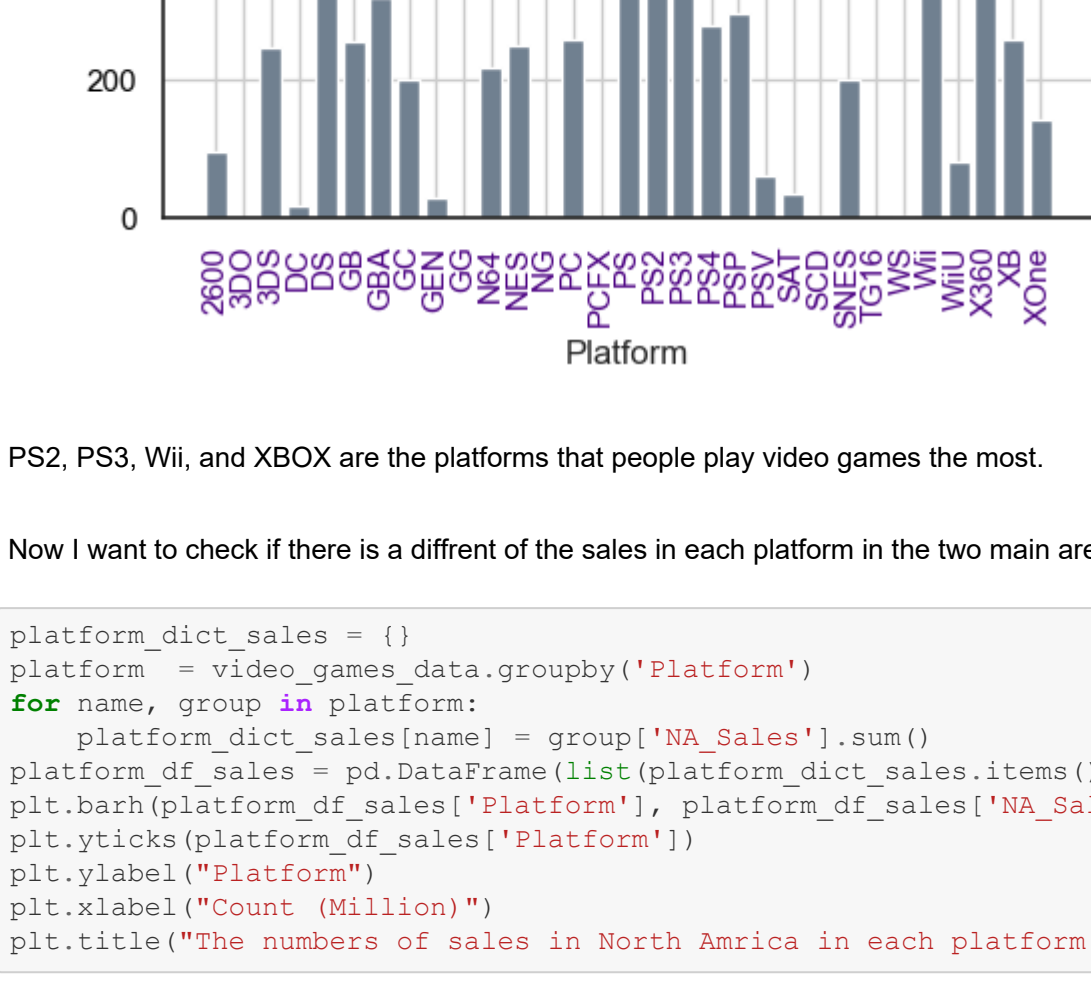 200
0
2600
3DO
3DS
DC
DS
GB
GBA
GC
GEN
GG
N64
NES
NG
PC
PCFX
PS
PS2
PS3
PS4
PSP
PSV
SAT
SCD
SNES
TG16
WS
Wii
WiiU
X360
XB
XOne
Platform
PS2, PS3, Wii, and XBOX are the platforms that people play video games the most.
Now I want to check if there is a diffrent of the sales in each platform in the two main are
platform_dict_sales = {}
platform  = video_games_data.groupby('Platform')
for name, group in platform:
    platform_dict_sales[name] = group['NA_Sales'].sum()
platform_df_sales = pd.DataFrame(list(platform_dict_sales.items()
plt.barh(platform_df_sales['Platform'], platform_df_sales['NA_Sal
plt.yticks(platform_df_sales['Platform'])
plt.ylabel("Platform")
plt.xlabel("Count (Million)")
plt.title("The numbers of sales in North Amrica in each platform